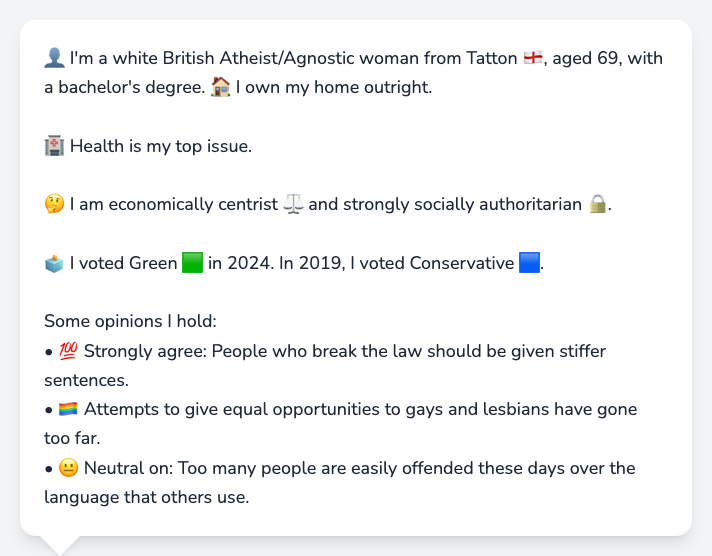 👤 I'm a white British Atheist/Agnostic woman from Tatton 🏴󠁧󠁢󠁥󠁮󠁧󠁿, aged 69, with
a bachelor's degree. 🏠 I own my home outright.
🏥 Health is my top issue.
🤔 I am economically centrist ⚖️ and strongly socially authoritarian 🔒.
🗳️ I voted Green 🟩 in 2024. In 2019, I voted Conservative 🟦.
Some opinions I hold:
• 💯 Strongly agree: People who break the law should be given stiffer
sentences.
• 🏳️‍🌈 Attempts to give equal opportunities to gays and lesbians have gone
too far.
• 😐 Neutral on: Too many people are easily offended these days over the
language that others use.